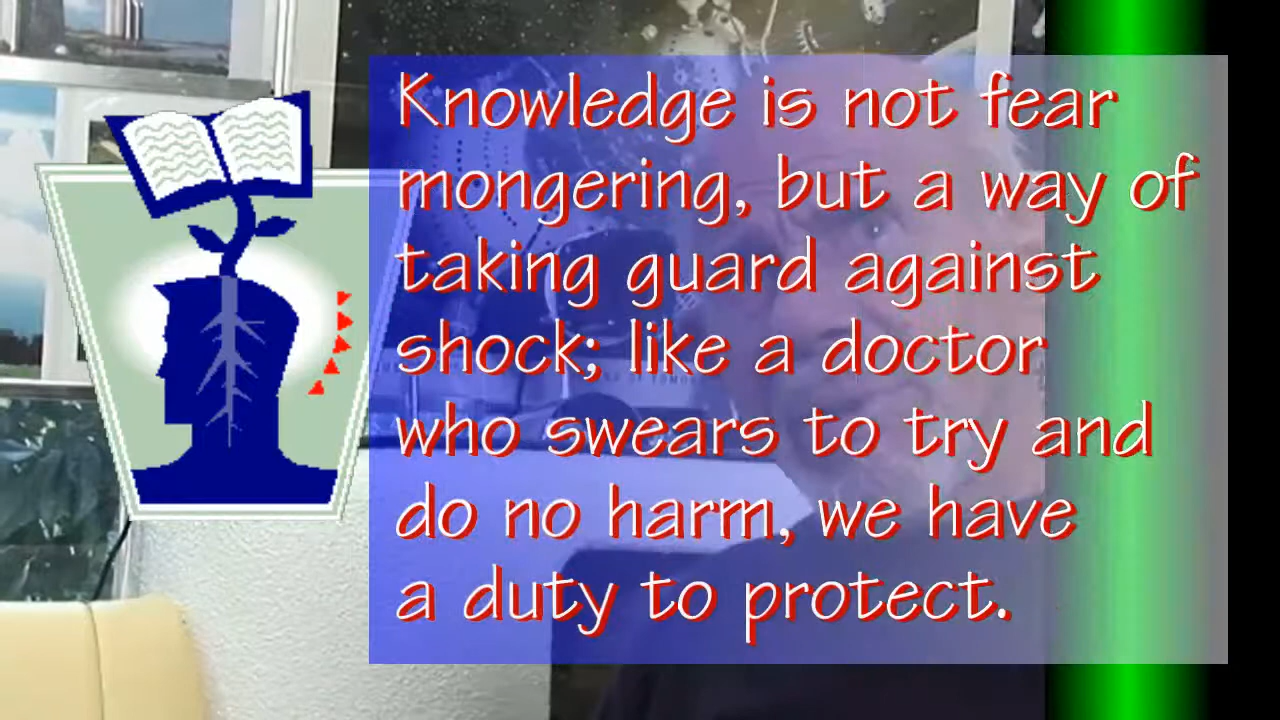 Knowledge is not fear
mongering, but a way of
taking guard against
shock; like a doctor
who swears to try and
do no harm, we have
a duty to protect.